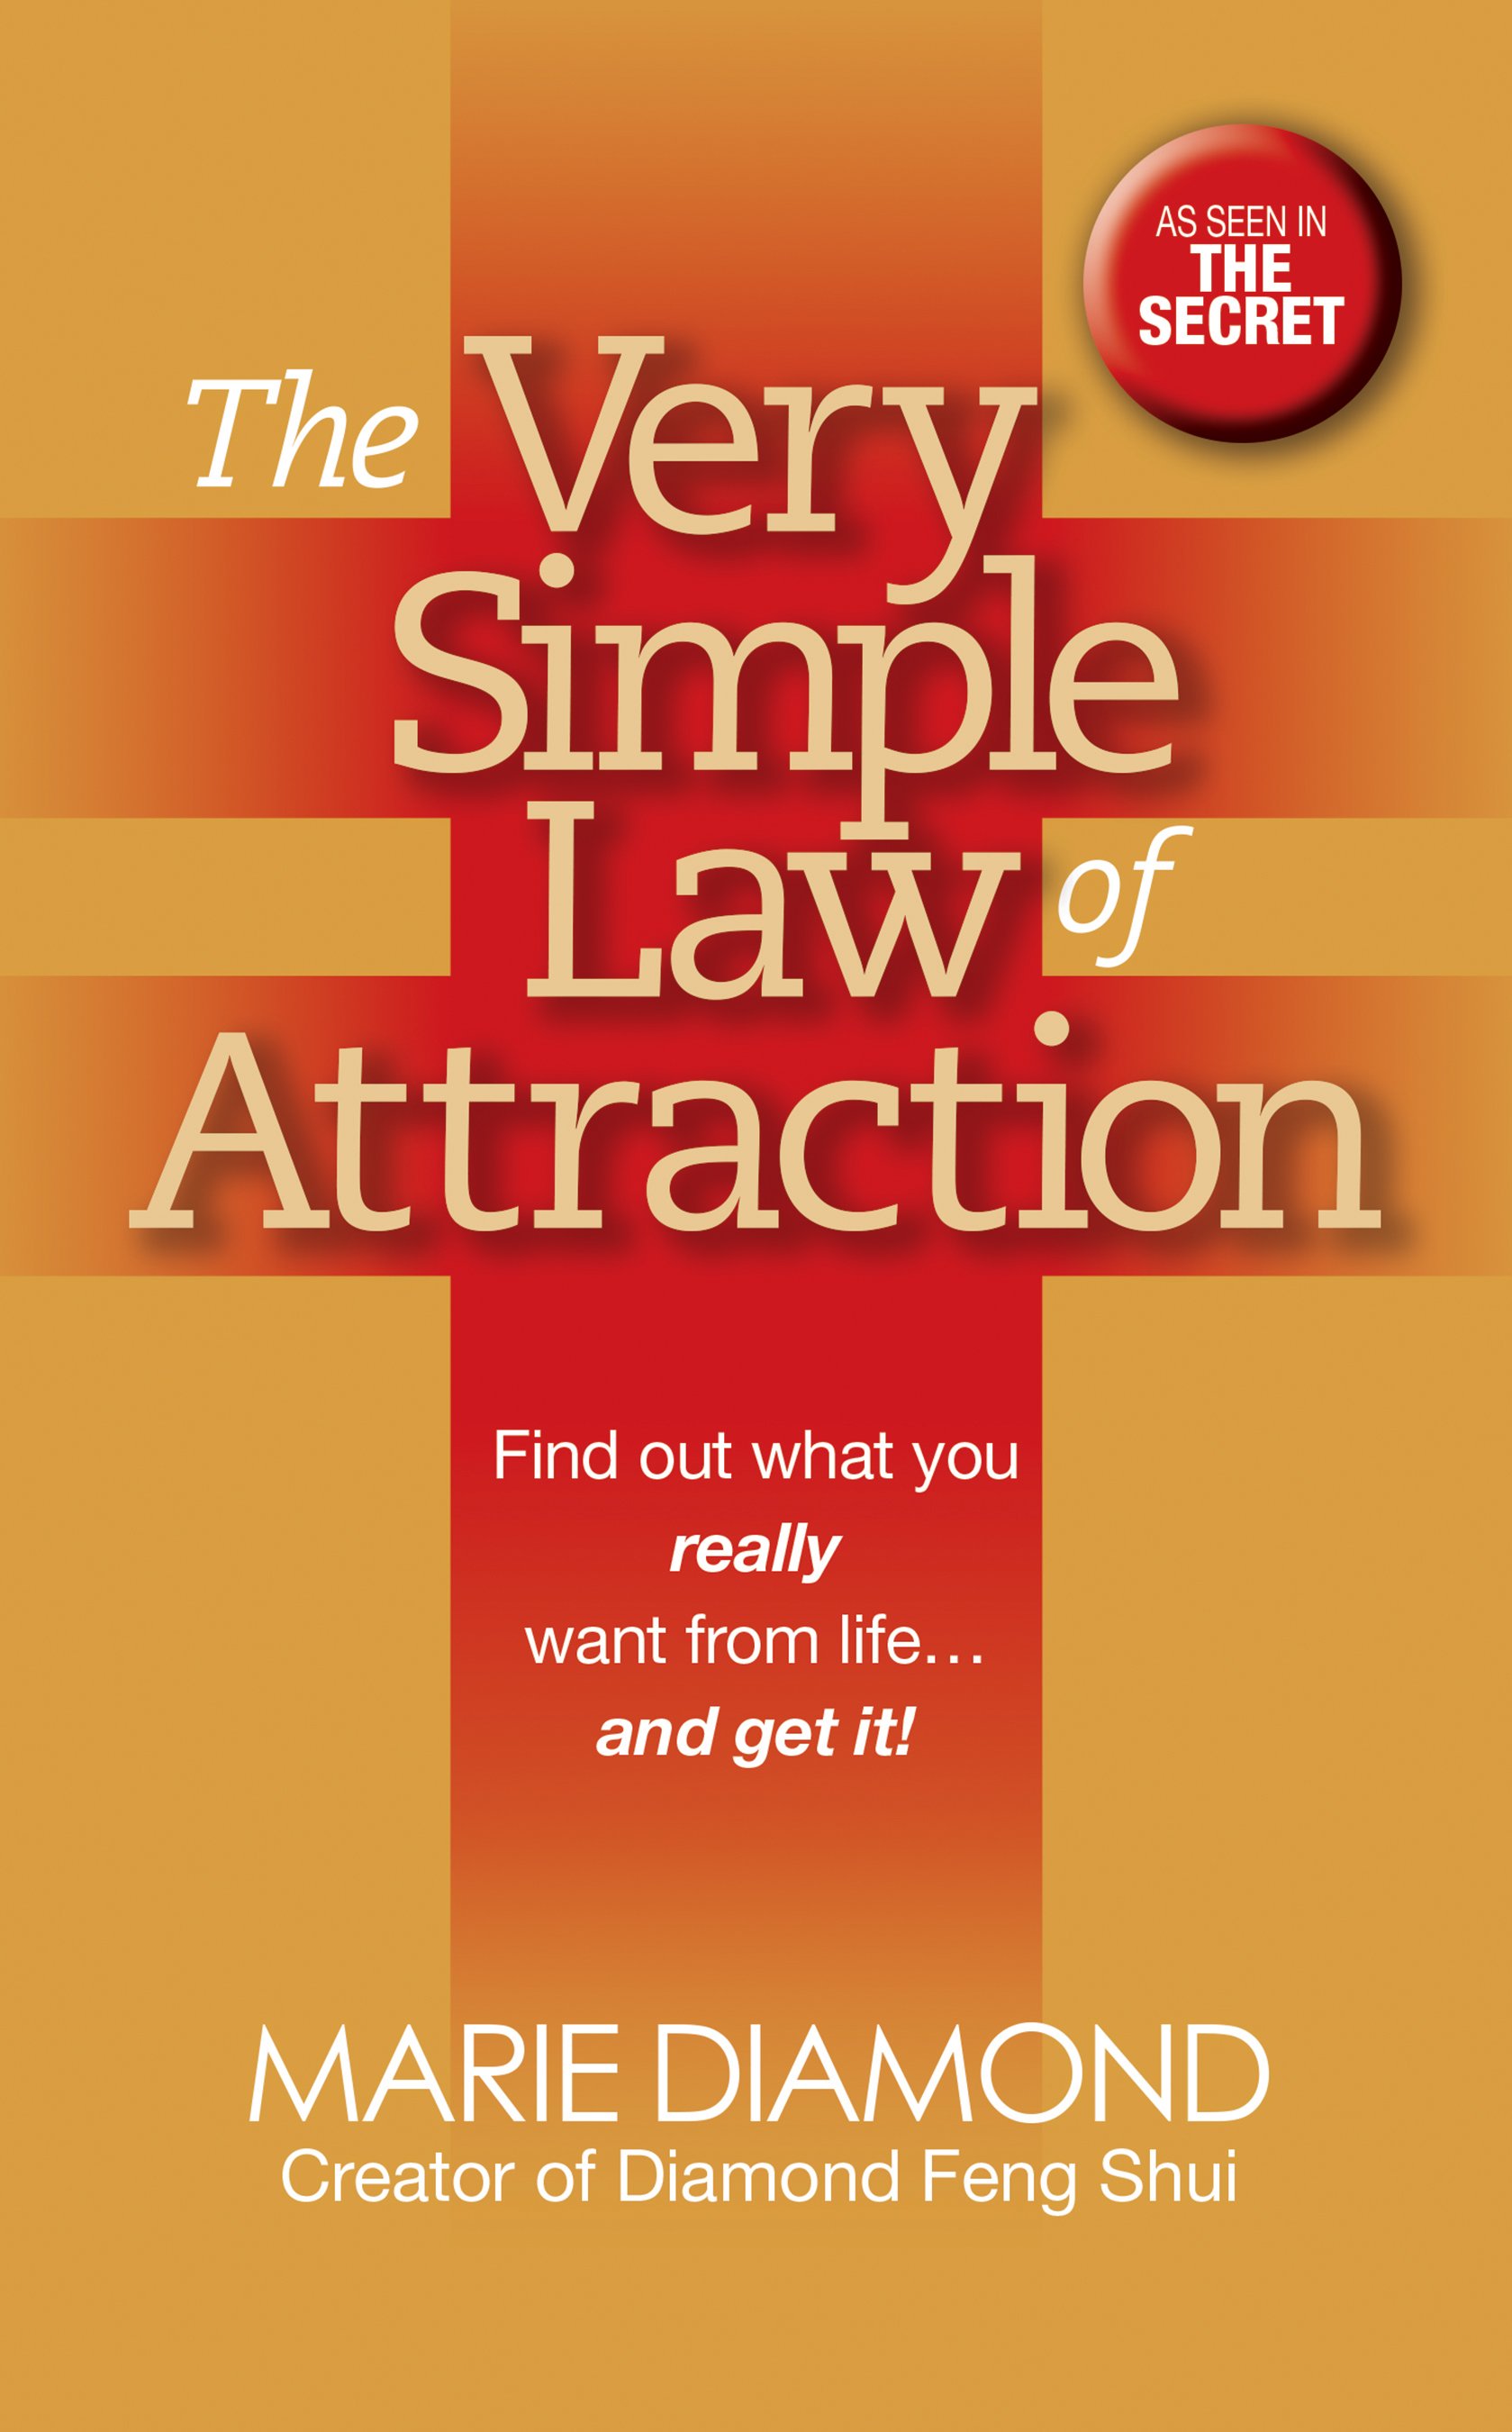 AS SEEN IN
THE
SECRET
The Very
Simple
Law of
Attraction
Find out what you
really
want from life...
and get it!
MARIE DIAMOND
Creator of Diamond Feng Shui